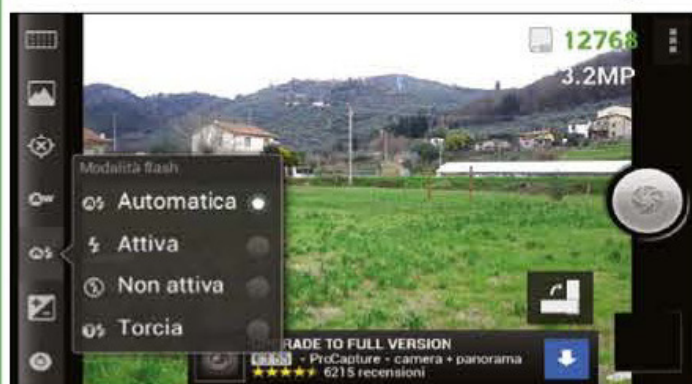 12768
3.2MP
Modalità flash
Automatica
Attiva
Non attiva
Torcia
RADE TO FULL VERSION
- ProCapture - camera + panorama
6215 recensioni